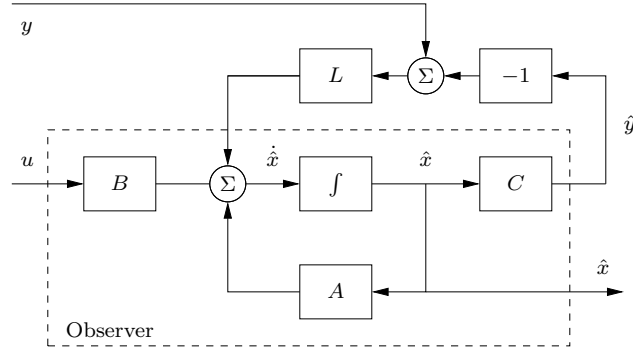 y
L
Σ
−1
ŷ
u
B
Σ
ẋ̂
∫
x̂
C
A
x̂
Observer